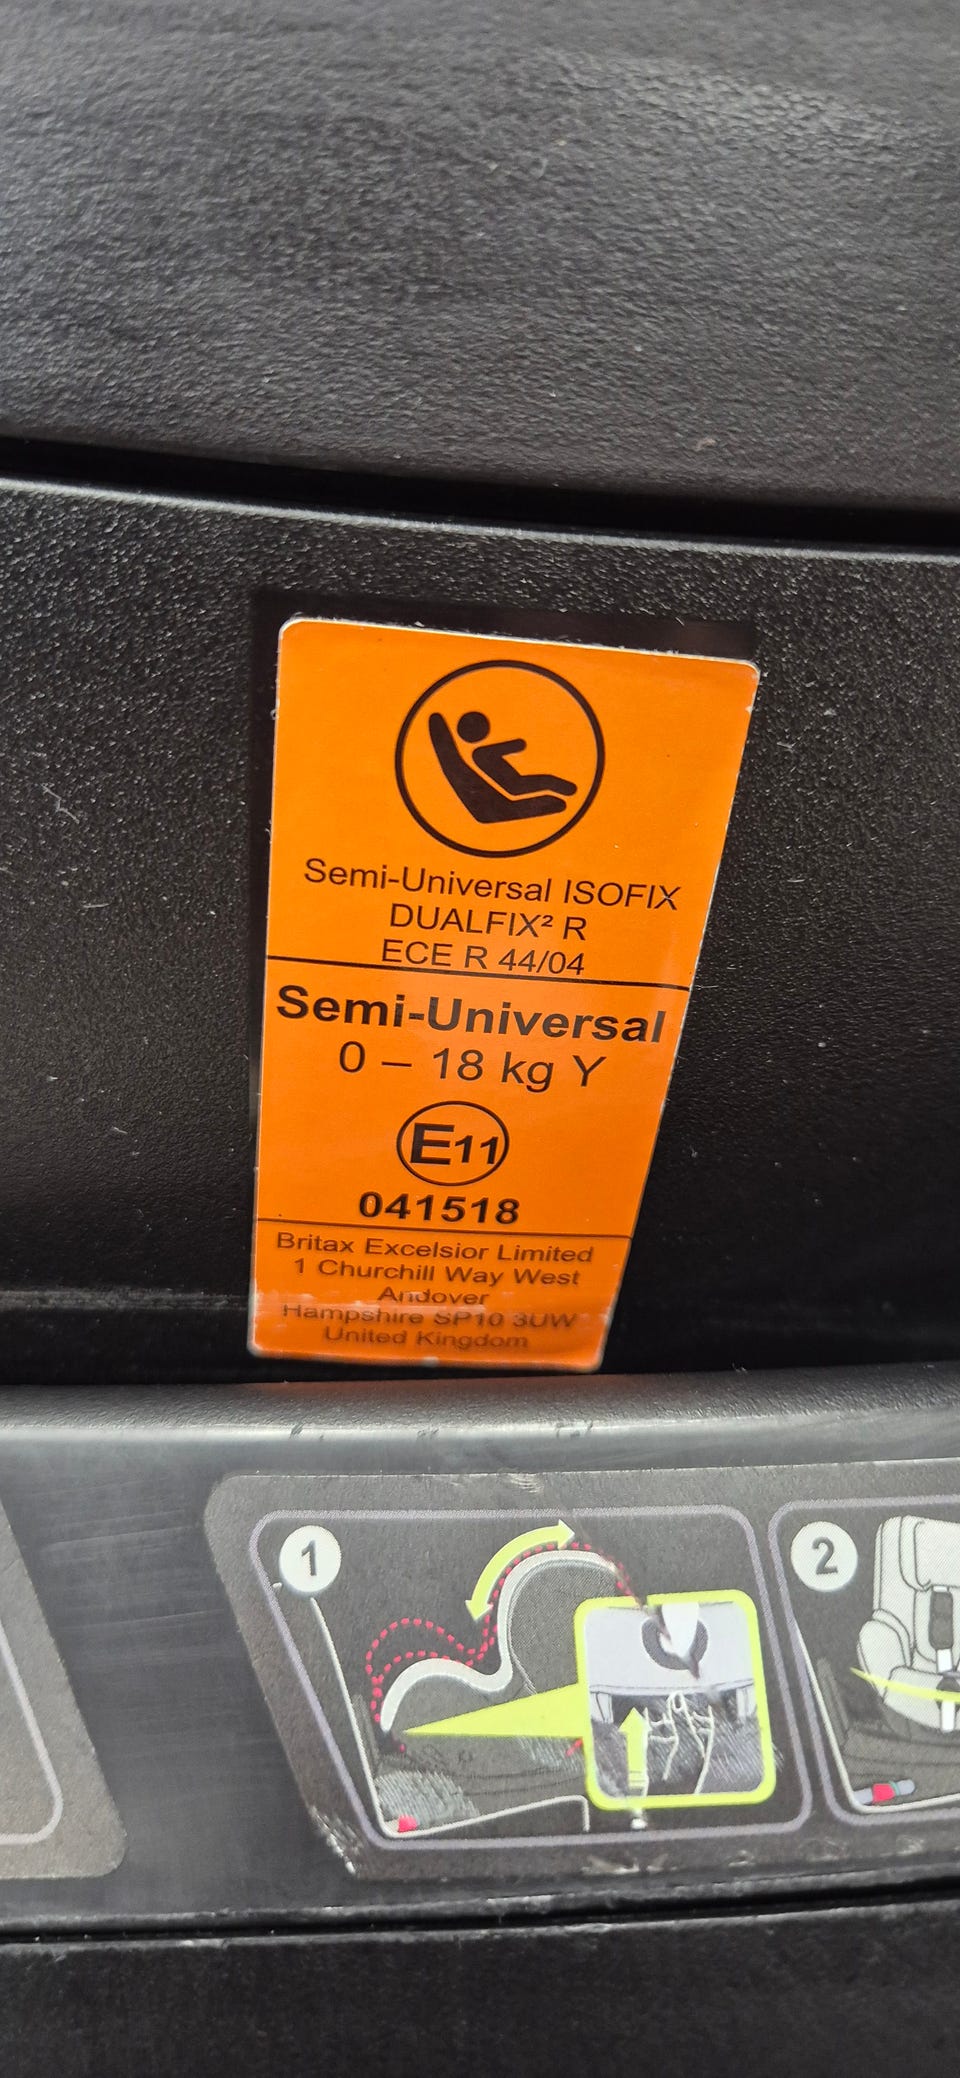 Semi-Universal ISOFIX
DUALFIX² R
ECE R 44/04
Semi-Universal
0 – 18 kg Y
E11
041518
Britax Excelsior Limited
1 Churchill Way West
Andover
Hampshire SP10 3UW
United Kingdom
1
2